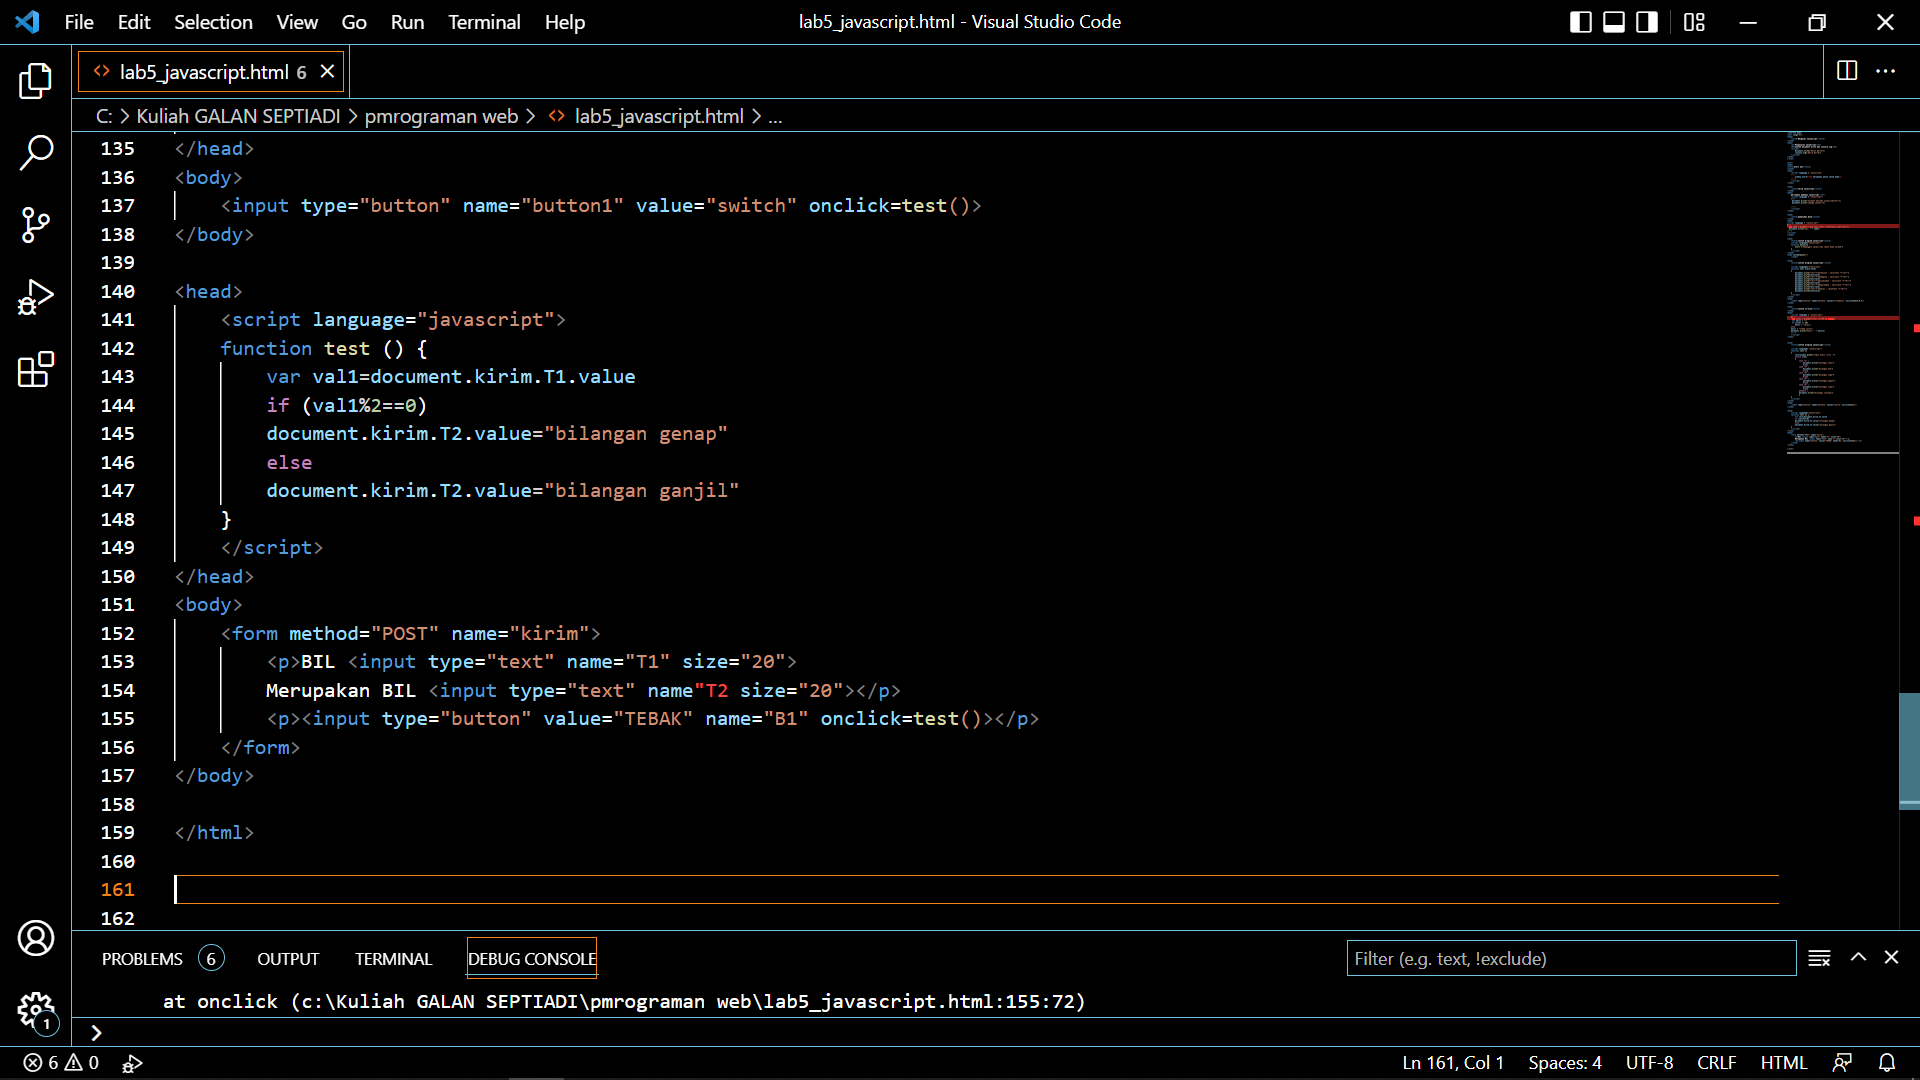 File Edit Selection View Go Run Terminal Help lab5_javascript.html - Visual Studio Code
lab5_javascript.html 6
C: > Kuliah GALAN SEPTIADI > pmrograman web > lab5_javascript.html > ...
135 </head>
136 <body>
137     <input type="button" name="button1" value="switch" onclick=test()>
138 </body>
139
140 <head>
141     <script language="javascript">
142     function test () {
143         var val1=document.kirim.T1.value
144         if (val1%2==0)
145         document.kirim.T2.value="bilangan genap"
146         else
147         document.kirim.T2.value="bilangan ganjil"
148     }
149     </script>
150 </head>
151 <body>
152     <form method="POST" name="kirim">
153         <p>BIL <input type="text" name="T1" size="20">
154         Merupakan BIL <input type="text" name"T2 size="20"></p>
155         <p><input type="button" value="TEBAK" name="B1" onclick=test()></p>
156     </form>
157 </body>
158
159 </html>
160
161
162
PROBLEMS 6 OUTPUT TERMINAL DEBUG CONSOLE Filter (e.g. text, !exclude)
at onclick (c:\Kuliah GALAN SEPTIADI\pmrograman web\lab5_javascript.html:155:72)
>
1
6 0 Ln 161, Col 1 Spaces: 4 UTF-8 CRLF HTML